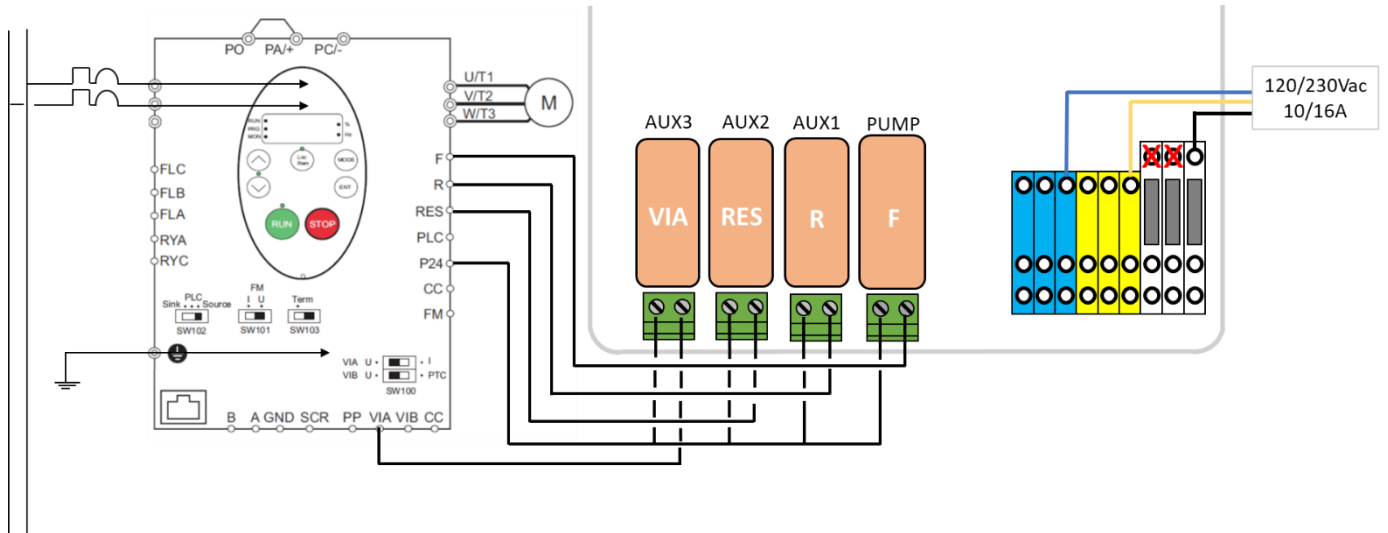 PO PA/+ PC/-
U/T1
V/T2
W/T3
M
RUN
PRG
MON
%
Hz
Loc
Rem
MODE
ENT
RUN STOP
FLC
FLB
FLA
RYA
RYC
F
R
RES
PLC
P24
CC
FM
PLC
Sink Source
SW102
FM
I U
SW101
Term
SW103
VIA U I
VIB U PTC
SW100
B A GND SCR PP VIA VIB CC
AUX3 AUX2 AUX1 PUMP
VIA RES R F
120/230Vac
10/16A